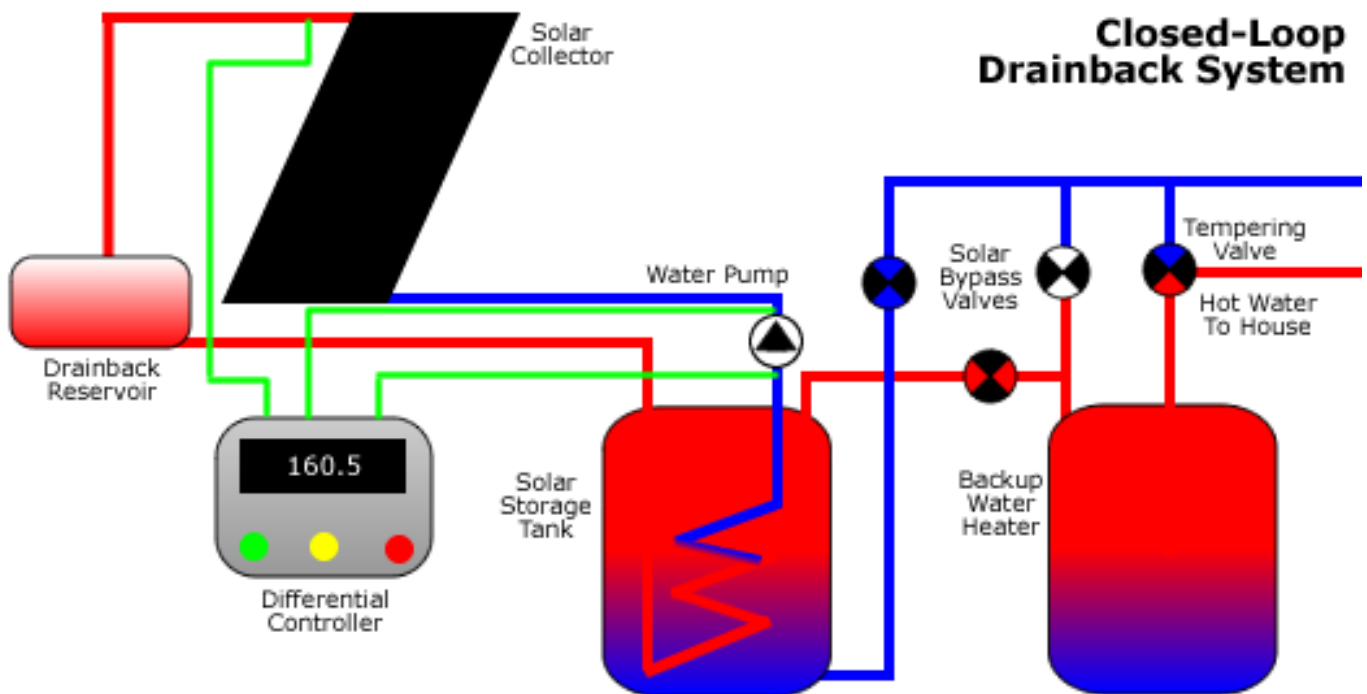 Closed-Loop
Drainback System
Solar
Collector
Water Pump
Solar
Bypass
Valves
Tempering
Valve
Hot Water
To House
Drainback
Reservoir
160.5
Solar
Storage
Tank
Backup
Water
Heater
Differential
Controller